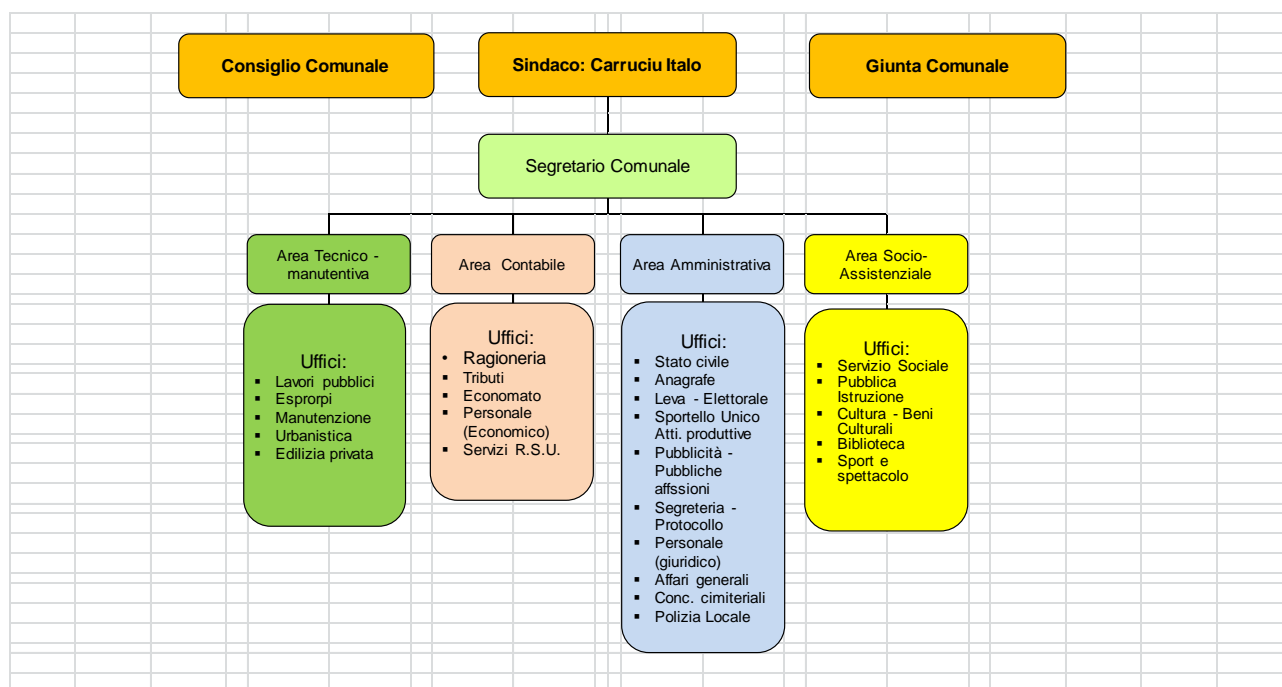 Consiglio Comunale
Sindaco: Carruciu Italo
Giunta Comunale
Segretario Comunale
Area Tecnico -
manutentiva
Area Contabile
Area Amministrativa
Area Socio-
Assistenziale
Uffici:
▪ Lavori pubblici
▪ Esprorpi
▪ Manutenzione
▪ Urbanistica
▪ Edilizia privata
Uffici:
• Ragioneria
▪ Tributi
▪ Economato
▪ Personale
(Economico)
▪ Servizi R.S.U.
Uffici:
▪ Stato civile
▪ Anagrafe
▪ Leva - Elettorale
▪ Sportello Unico
Atti. produttive
▪ Pubblicità -
Pubbliche
affssioni
▪ Segreteria -
Protocollo
▪ Personale
(giuridico)
▪ Affari generali
▪ Conc. cimiteriali
▪ Polizia Locale
Uffici:
▪ Servizio Sociale
▪ Pubblica
Istruzione
▪ Cultura - Beni
Culturali
▪ Biblioteca
▪ Sport e
spettacolo